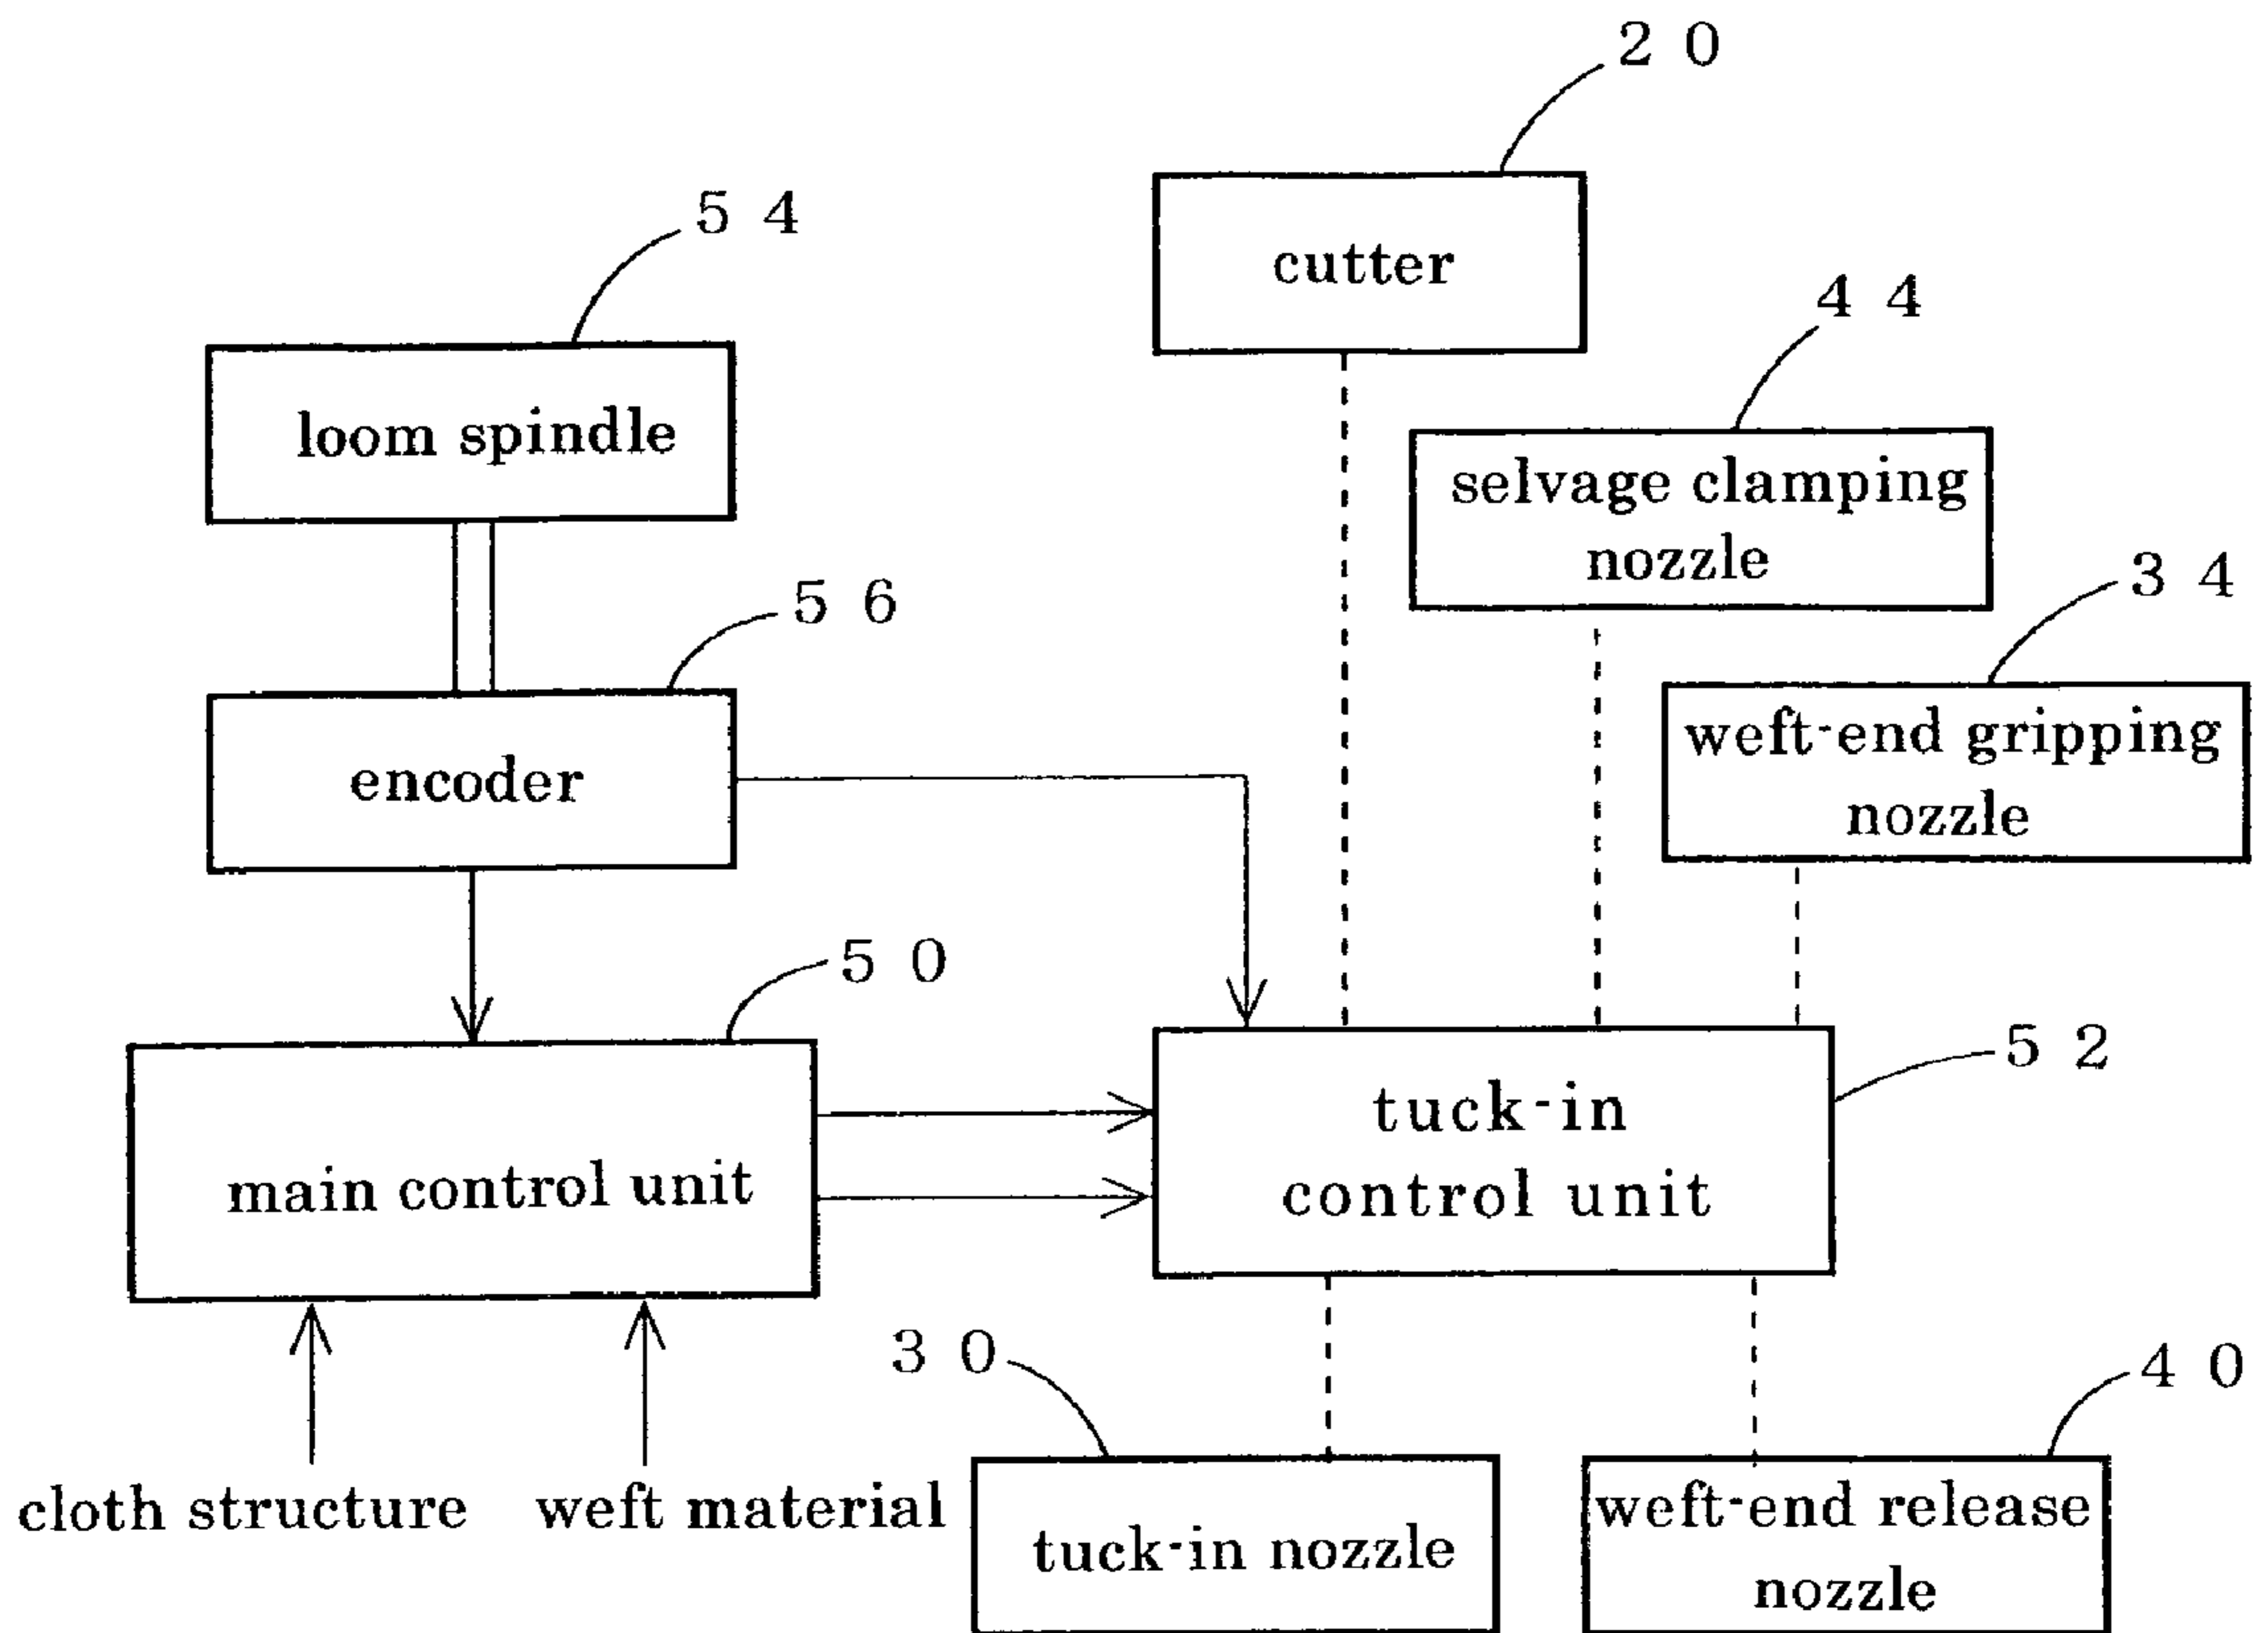 ２０
cutter
５４
loom spindle
４４
selvage clamping
nozzle
５６
encoder
３４
weft-end gripping
nozzle
５０
main control unit
５２
tuck-in
control unit
cloth structure
weft material
３０
tuck-in nozzle
４０
weft-end release
nozzle